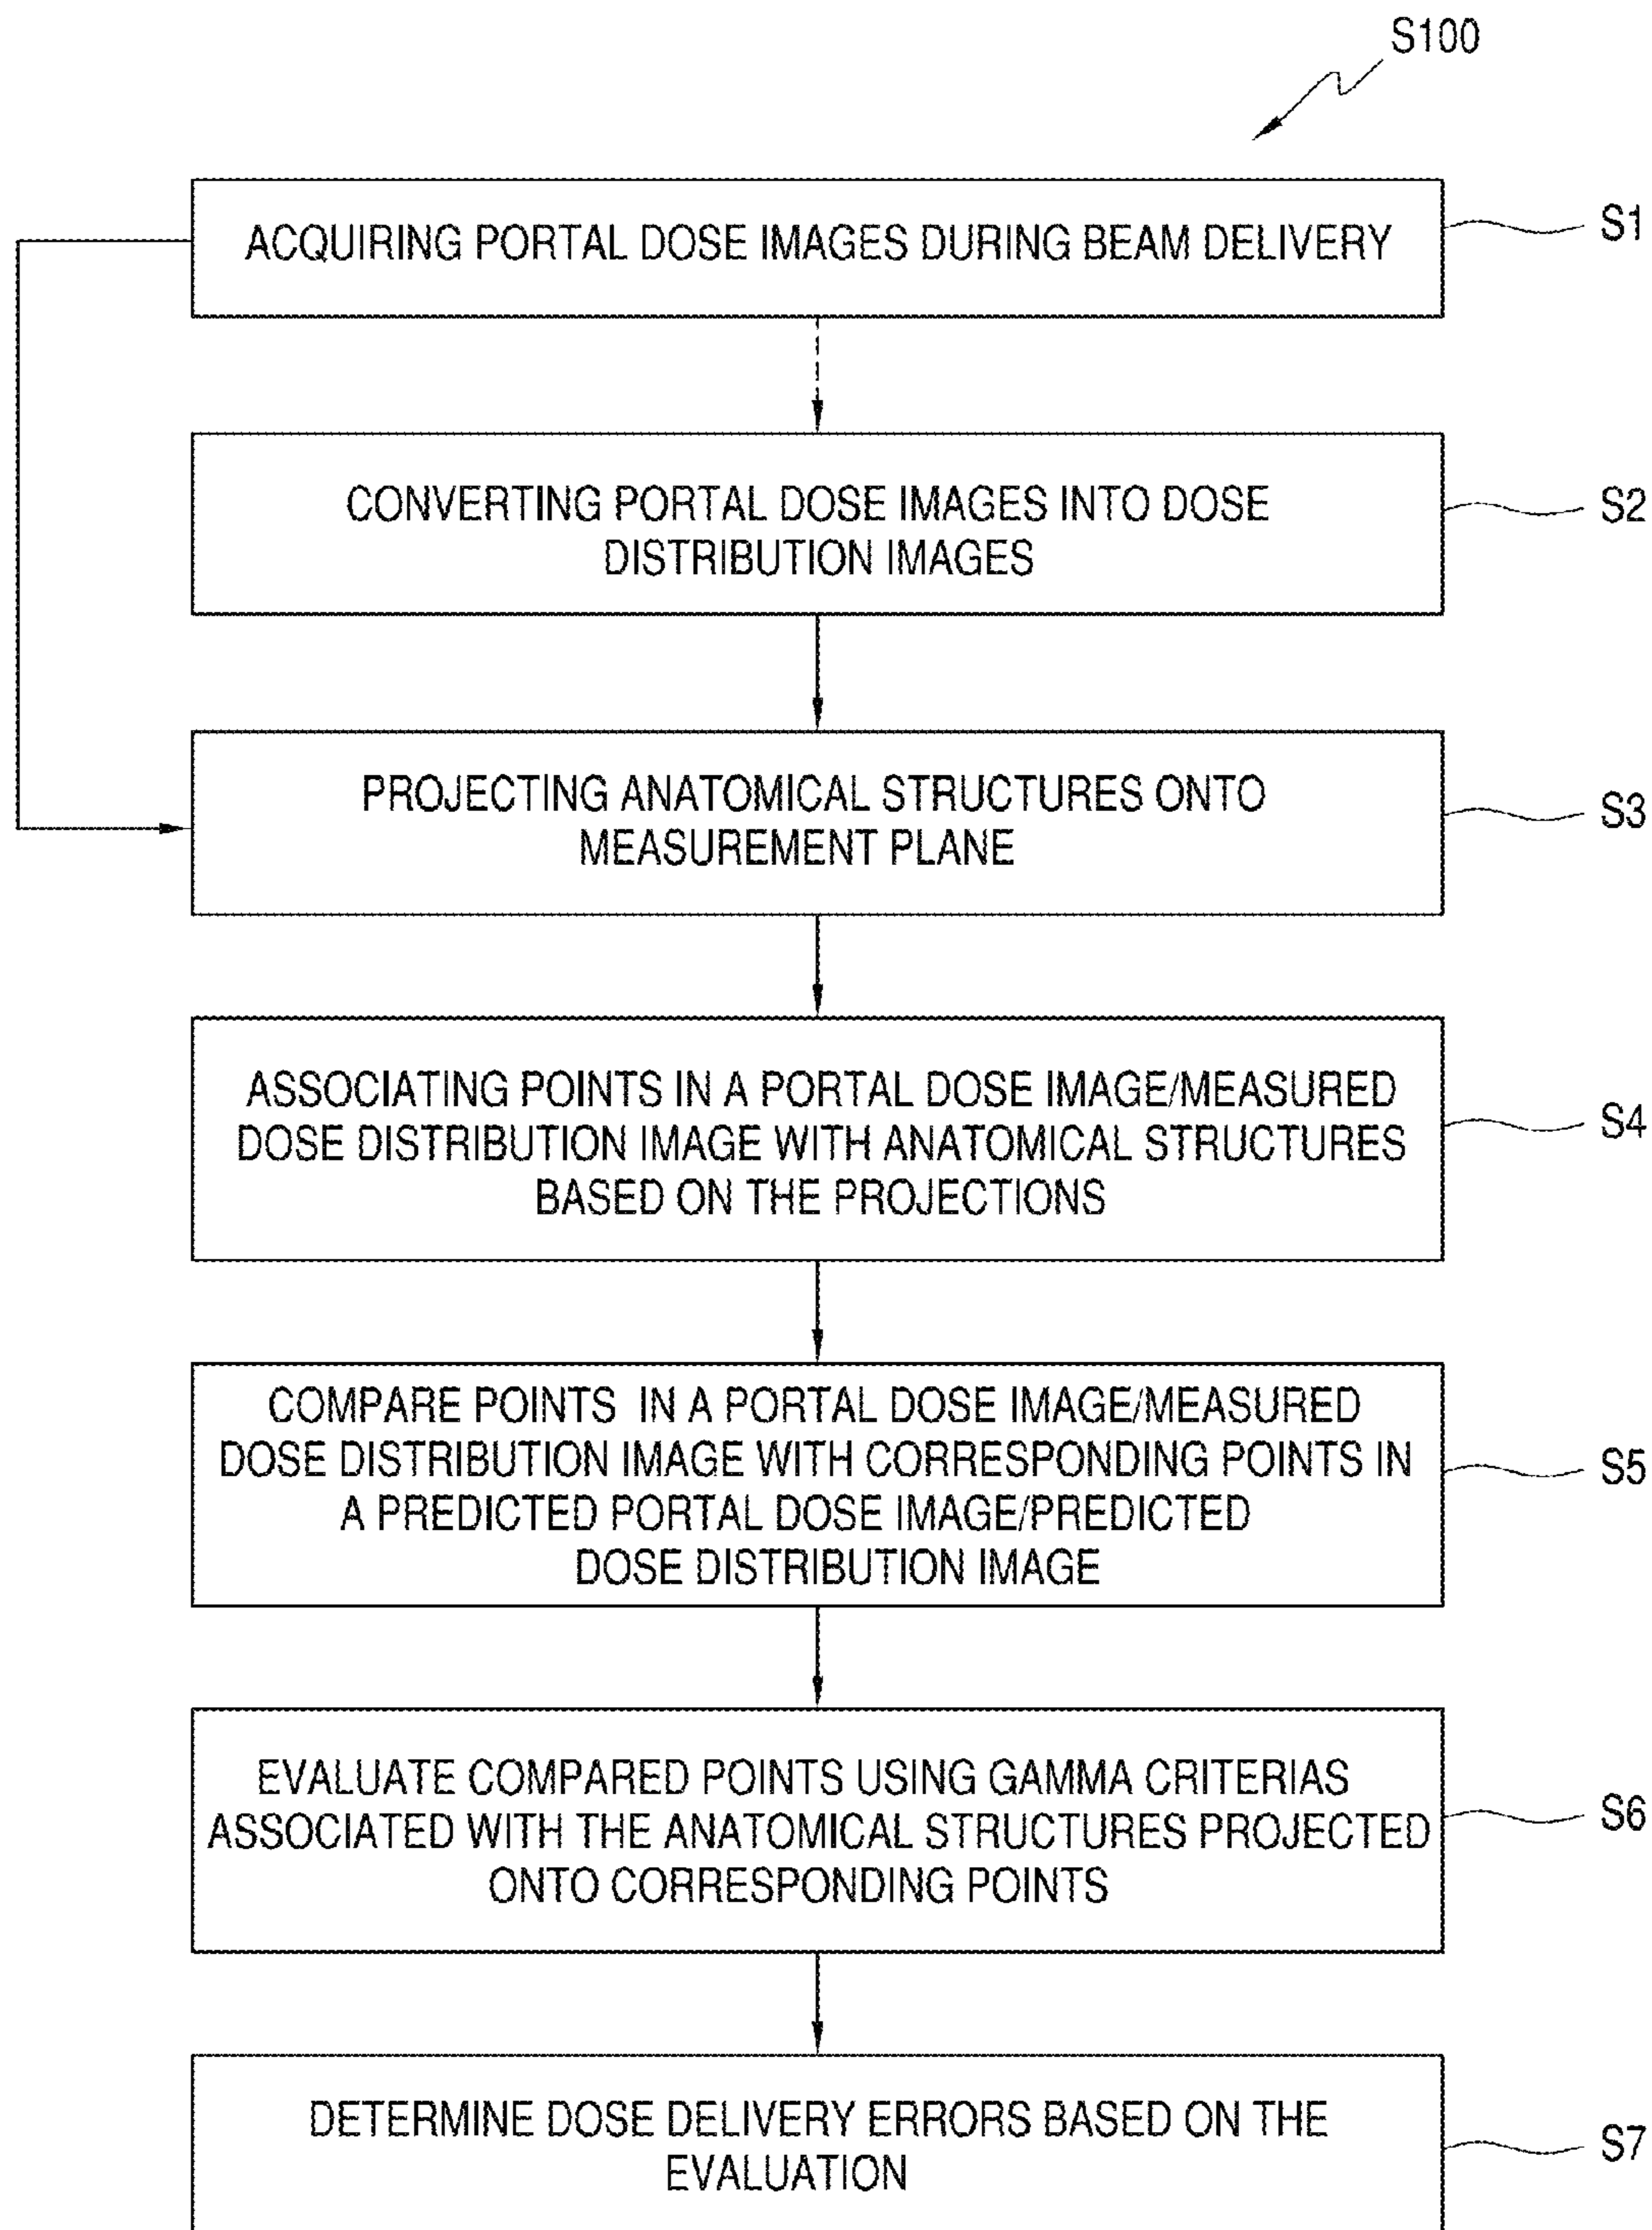 S100
ACQUIRING PORTAL DOSE IMAGES DURING BEAM DELIVERY
S1
CONVERTING PORTAL DOSE IMAGES INTO DOSE
DISTRIBUTION IMAGES
S2
PROJECTING ANATOMICAL STRUCTURES ONTO
MEASUREMENT PLANE
S3
ASSOCIATING POINTS IN A PORTAL DOSE IMAGE/MEASURED
DOSE DISTRIBUTION IMAGE WITH ANATOMICAL STRUCTURES
BASED ON THE PROJECTIONS
S4
COMPARE POINTS IN A PORTAL DOSE IMAGE/MEASURED
DOSE DISTRIBUTION IMAGE WITH CORRESPONDING POINTS IN
A PREDICTED PORTAL DOSE IMAGE/PREDICTED
DOSE DISTRIBUTION IMAGE
S5
EVALUATE COMPARED POINTS USING GAMMA CRITERIAS
ASSOCIATED WITH THE ANATOMICAL STRUCTURES PROJECTED
ONTO CORRESPONDING POINTS
S6
DETERMINE DOSE DELIVERY ERRORS BASED ON THE
EVALUATION
S7